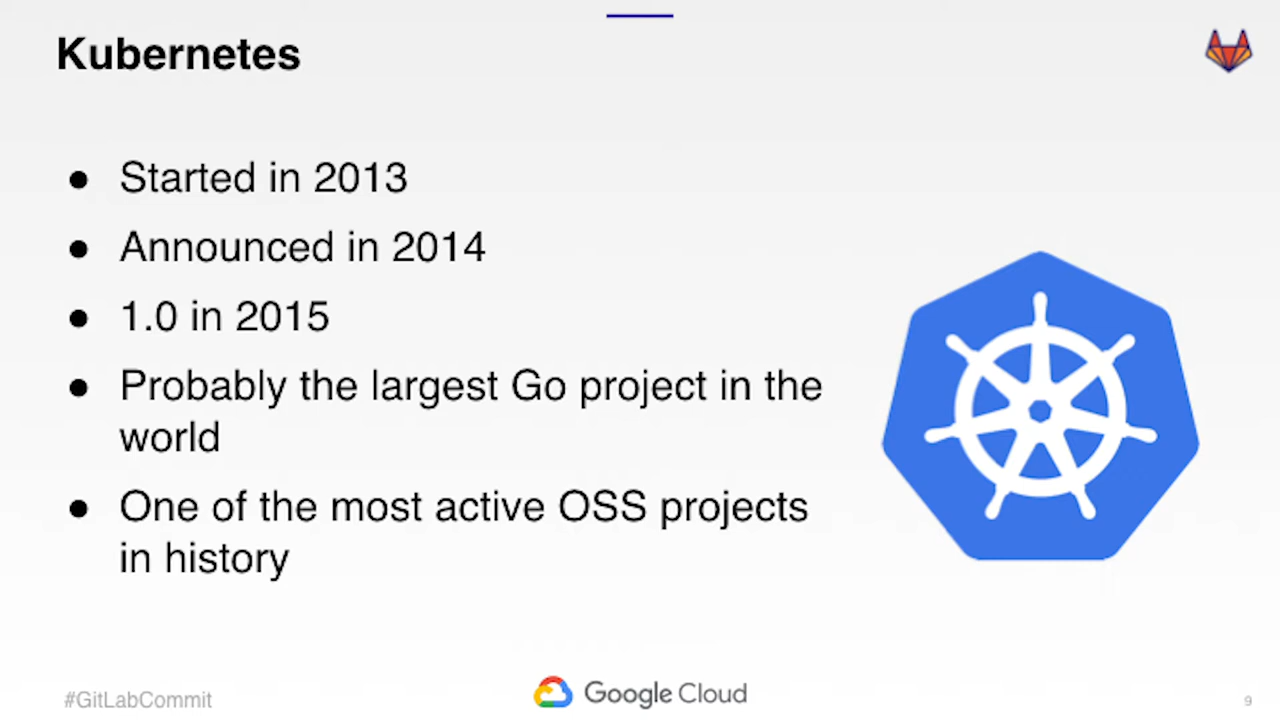 Kubernetes
● Started in 2013
● Announced in 2014
● 1.0 in 2015
● Probably the largest Go project in the
world
● One of the most active OSS projects
in history
#GitLabCommit
Google Cloud
9